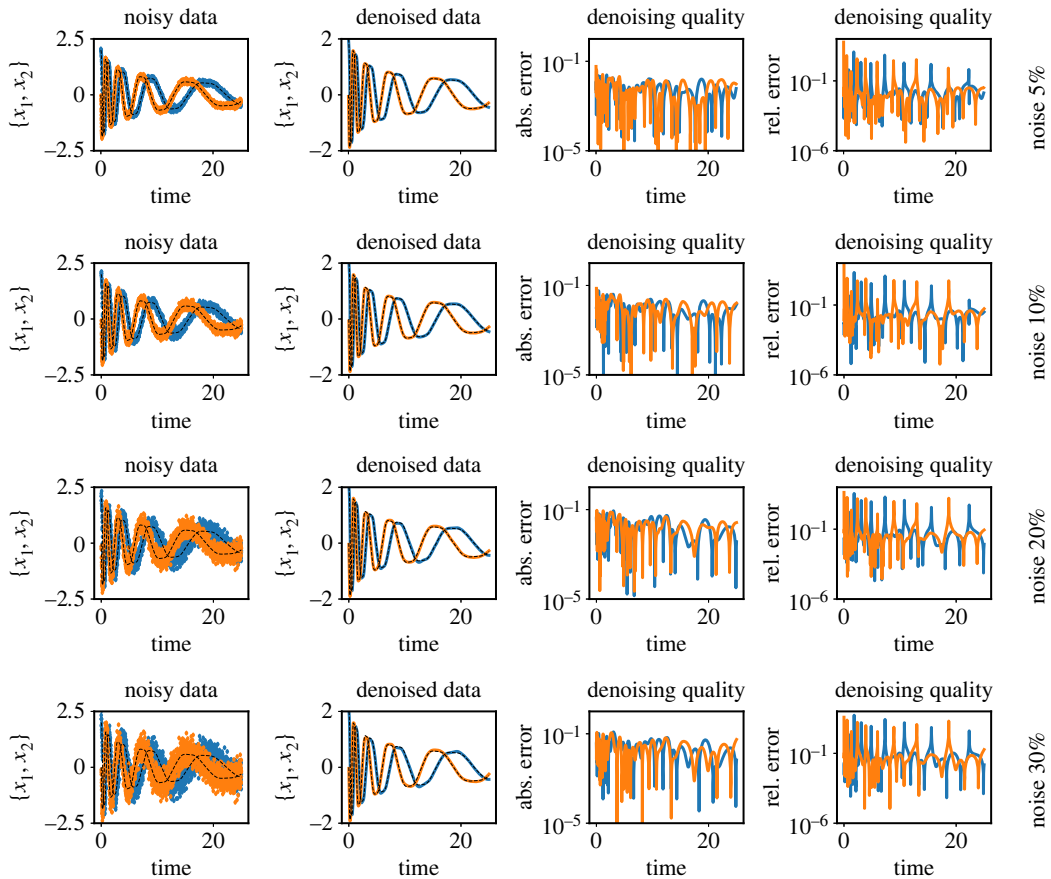 noisy data denoised data denoising quality denoising quality
2.5 2 10⁻¹ 10⁻¹
{x₁, x₂} 0 {x₁, x₂} 0 abs. error rel. error noise 5%
−2.5 −2 10⁻⁵ 10⁻⁶
0 20 0 20 0 20 0 20
time time time time
noisy data denoised data denoising quality denoising quality
2.5 2 10⁻¹ 10⁻¹
{x₁, x₂} 0 {x₁, x₂} 0 abs. error rel. error noise 10%
−2.5 −2 10⁻⁵ 10⁻⁶
0 20 0 20 0 20 0 20
time time time time
noisy data denoised data denoising quality denoising quality
2.5 2 10⁻¹ 10⁻¹
{x₁, x₂} 0 {x₁, x₂} 0 abs. error rel. error noise 20%
−2.5 −2 10⁻⁵ 10⁻⁶
0 20 0 20 0 20 0 20
time time time time
noisy data denoised data denoising quality denoising quality
2.5 2 10⁻¹ 10⁻¹
{x₁, x₂} 0 {x₁, x₂} 0 abs. error rel. error noise 30%
−2.5 −2 10⁻⁵ 10⁻⁶
0 20 0 20 0 20 0 20
time time time time